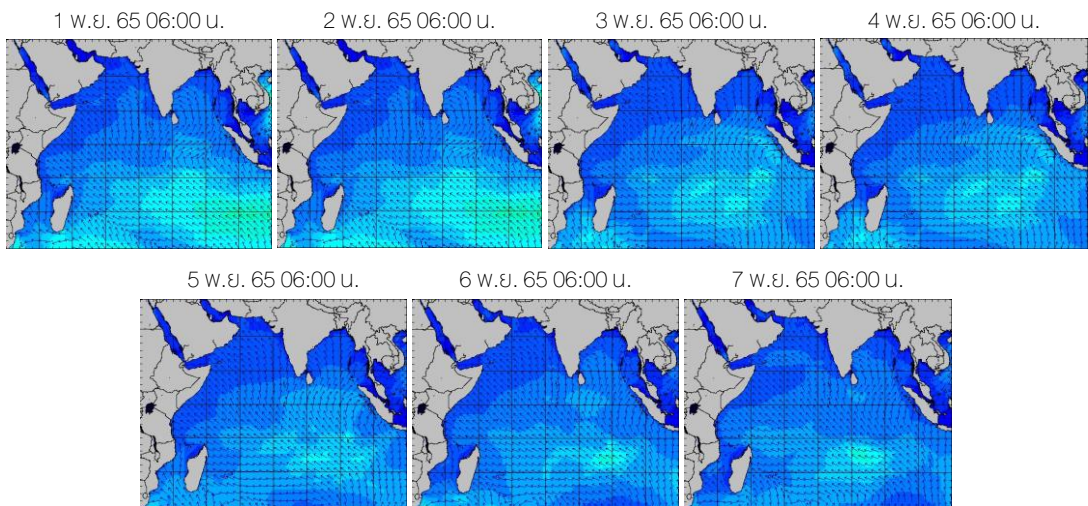 1 พ.ย. 65 06:00 น.
2 พ.ย. 65 06:00 น.
3 พ.ย. 65 06:00 น.
4 พ.ย. 65 06:00 น.
5 พ.ย. 65 06:00 น.
6 พ.ย. 65 06:00 น.
7 พ.ย. 65 06:00 น.